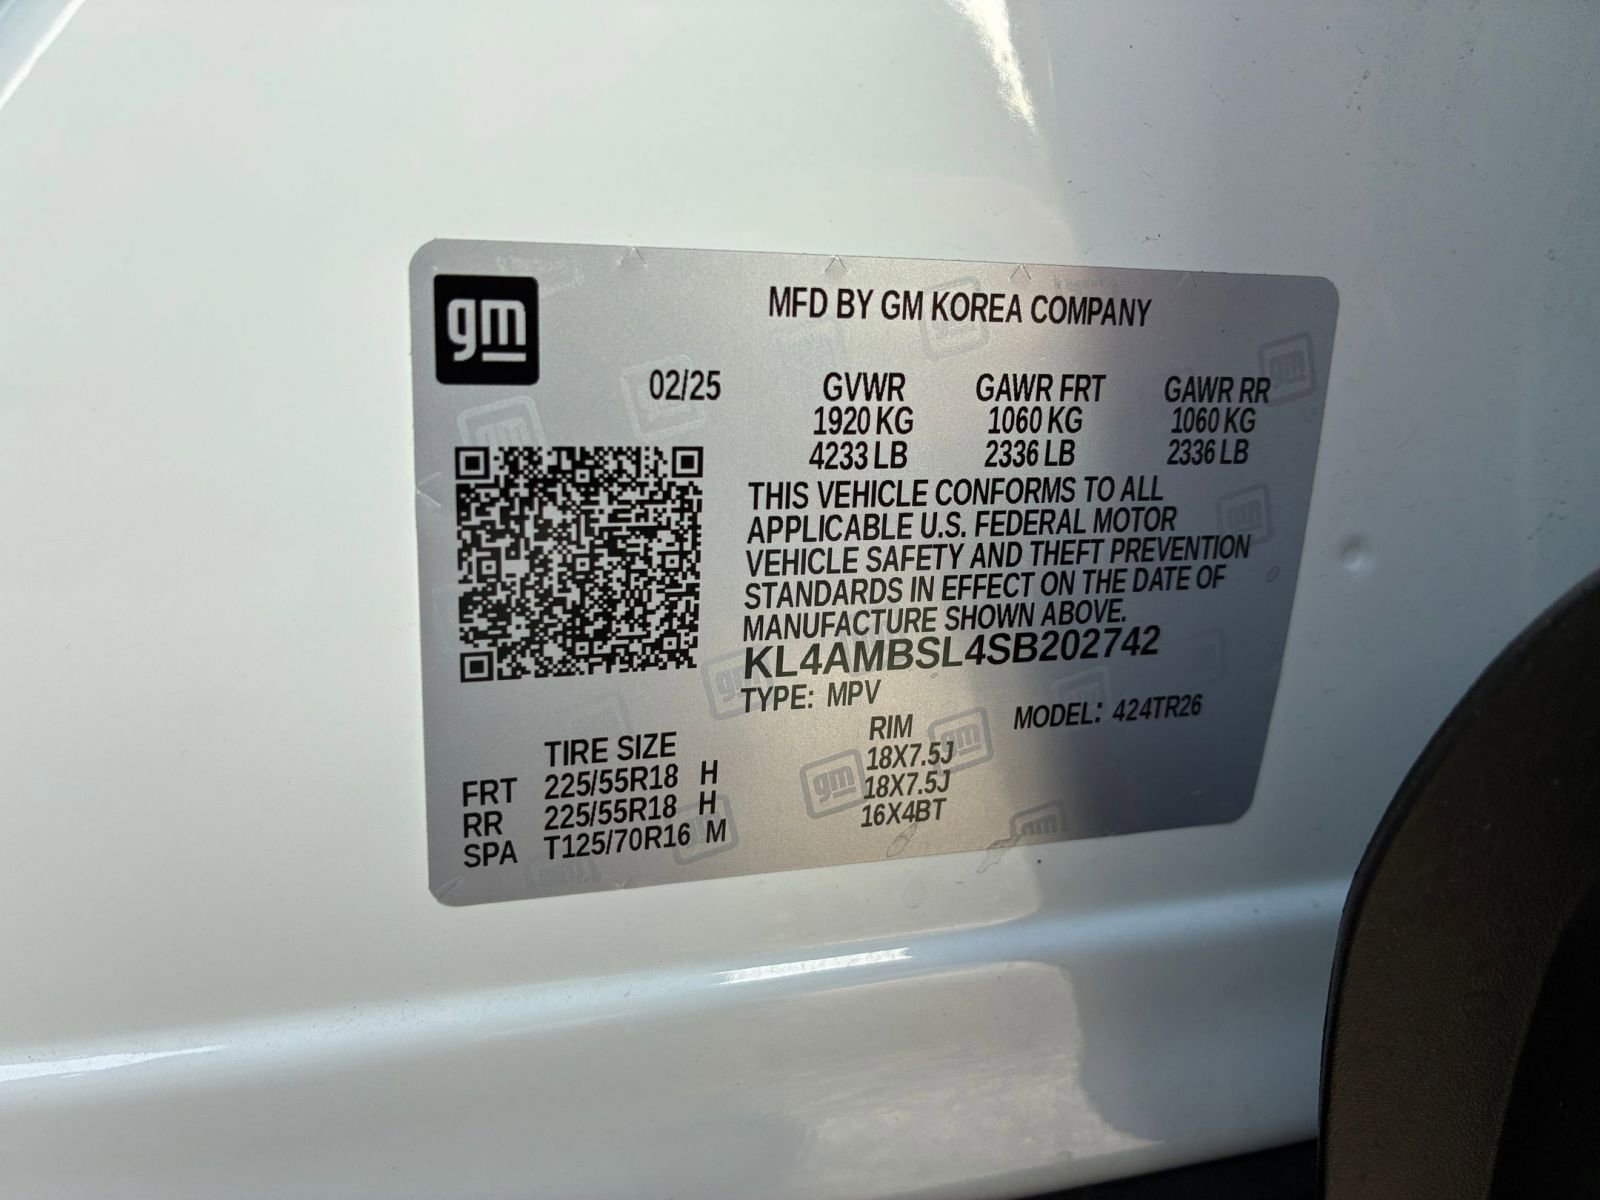 gm
MFD BY GM KOREA COMPANY
02/25 GVWR GAWR FRT GAWR RR
1920 KG 1060 KG 1060 KG
4233 LB 2336 LB 2336 LB
THIS VEHICLE CONFORMS TO ALL
APPLICABLE U.S. FEDERAL MOTOR
VEHICLE SAFETY AND THEFT PREVENTION
STANDARDS IN EFFECT ON THE DATE OF
MANUFACTURE SHOWN ABOVE.
KL4AMBSL4SB202742
TYPE: MPV
MODEL: 424TR26
TIRE SIZE RIM
FRT 225/55R18 H 18X7.5J
RR 225/55R18 H 18X7.5J
SPA T125/70R16 M 16X4BT